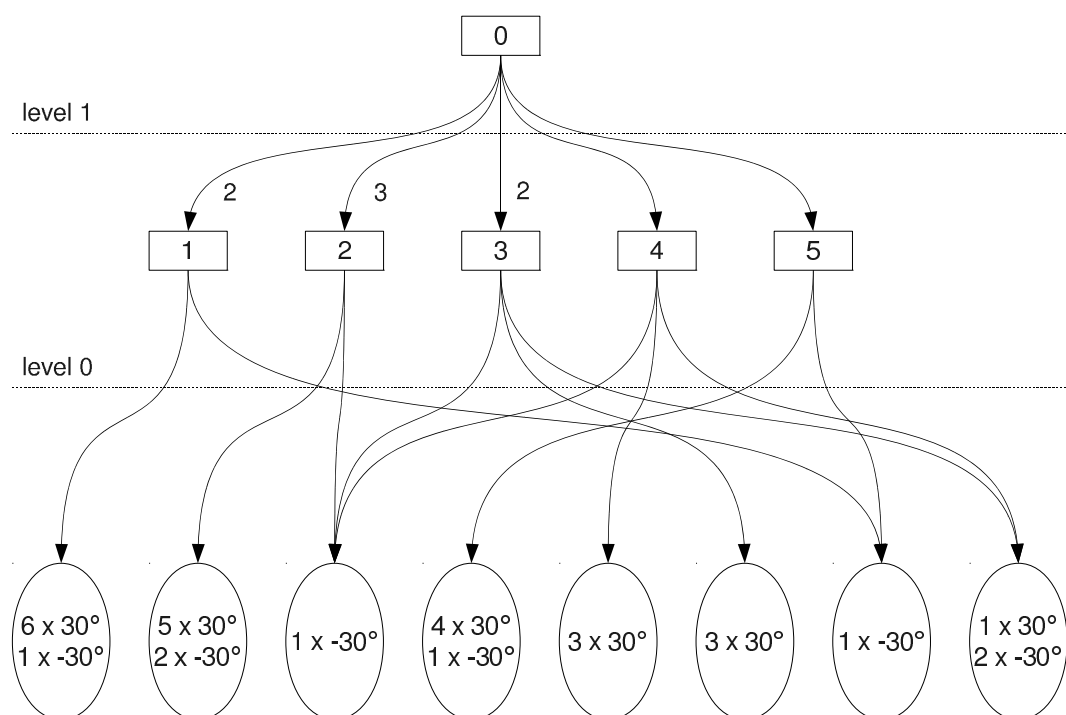 0
level 1
2
3
2
1
2
3
4
5
level 0
6 x 30°
1 x -30°
5 x 30°
2 x -30°
1 x -30°
4 x 30°
1 x -30°
3 x 30°
3 x 30°
1 x -30°
1 x 30°
2 x -30°